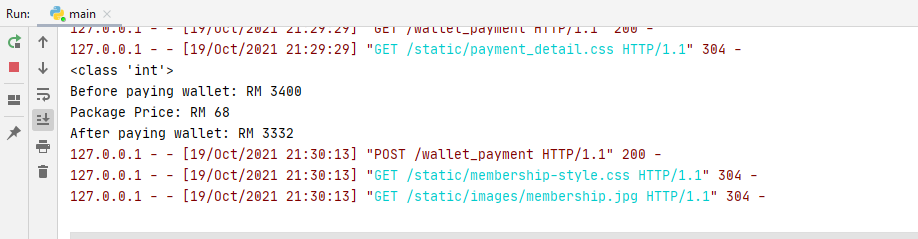 Run:
main
127.0.0.1 - - [19/Oct/2021 21:29:29] "GET /wallet_payment HTTP/1.1" 200 -
127.0.0.1 - - [19/Oct/2021 21:29:29] "GET /static/payment_detail.css HTTP/1.1" 304 -
<class 'int'>
Before paying wallet: RM 3400
Package Price: RM 68
After paying wallet: RM 3332
127.0.0.1 - - [19/Oct/2021 21:30:13] "POST /wallet_payment HTTP/1.1" 200 -
127.0.0.1 - - [19/Oct/2021 21:30:13] "GET /static/membership-style.css HTTP/1.1" 304 -
127.0.0.1 - - [19/Oct/2021 21:30:13] "GET /static/images/membership.jpg HTTP/1.1" 304 -